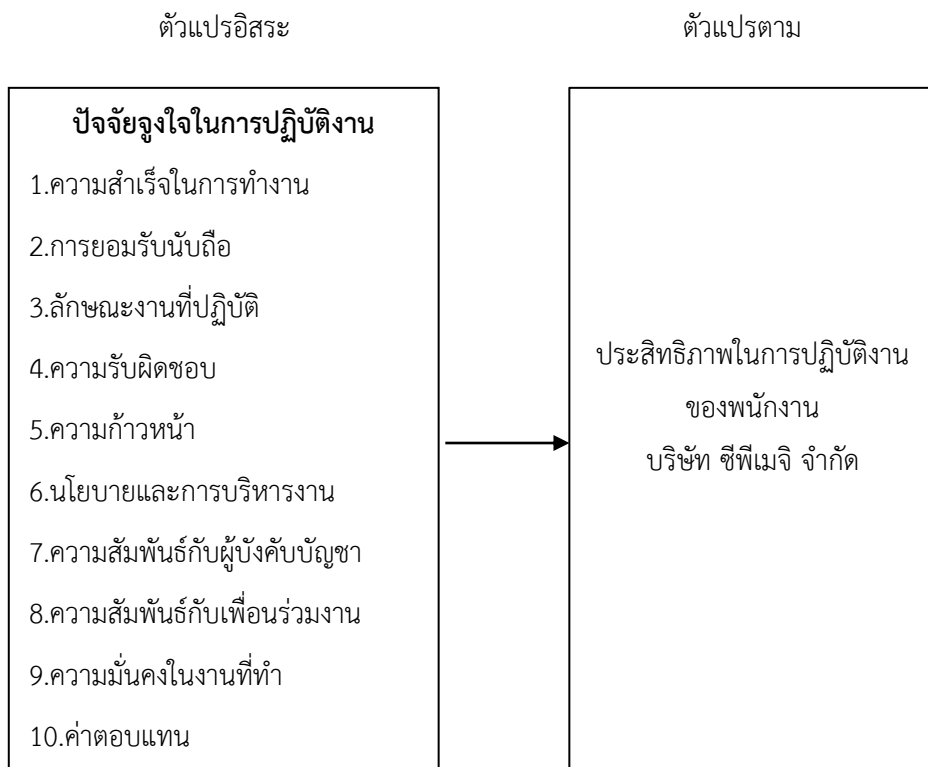 ตัวแปรอิสระ
ตัวแปรตาม
ปัจจัยจูงใจในการปฏิบัติงาน
1.ความสำเร็จในการทำงาน
2.การยอมรับนับถือ
3.ลักษณะงานที่ปฏิบัติ
4.ความรับผิดชอบ
5.ความก้าวหน้า
6.นโยบายและการบริหารงาน
7.ความสัมพันธ์กับผู้บังคับบัญชา
8.ความสัมพันธ์กับเพื่อนร่วมงาน
9.ความมั่นคงในงานที่ทำ
10.ค่าตอบแทน
ประสิทธิภาพในการปฏิบัติงาน
ของพนักงาน
บริษัท ซีพีเมจิ จำกัด